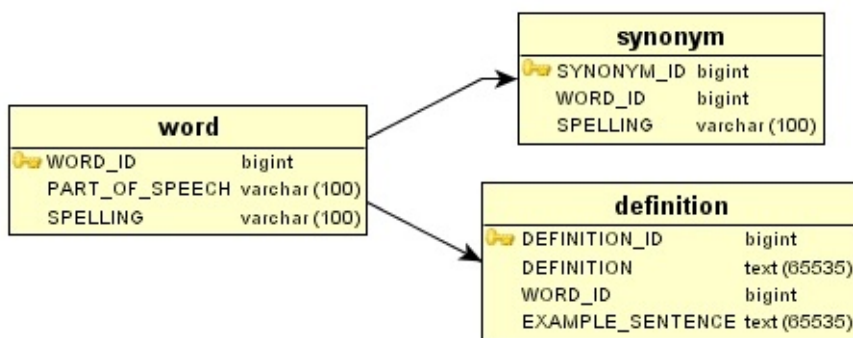 synonym
SYNONYM_ID bigint
WORD_ID bigint
SPELLING varchar(100)
word
WORD_ID bigint
PART_OF_SPEECH varchar(100)
SPELLING varchar(100)
definition
DEFINITION_ID bigint
DEFINITION text(65535)
WORD_ID bigint
EXAMPLE_SENTENCE text(65535)